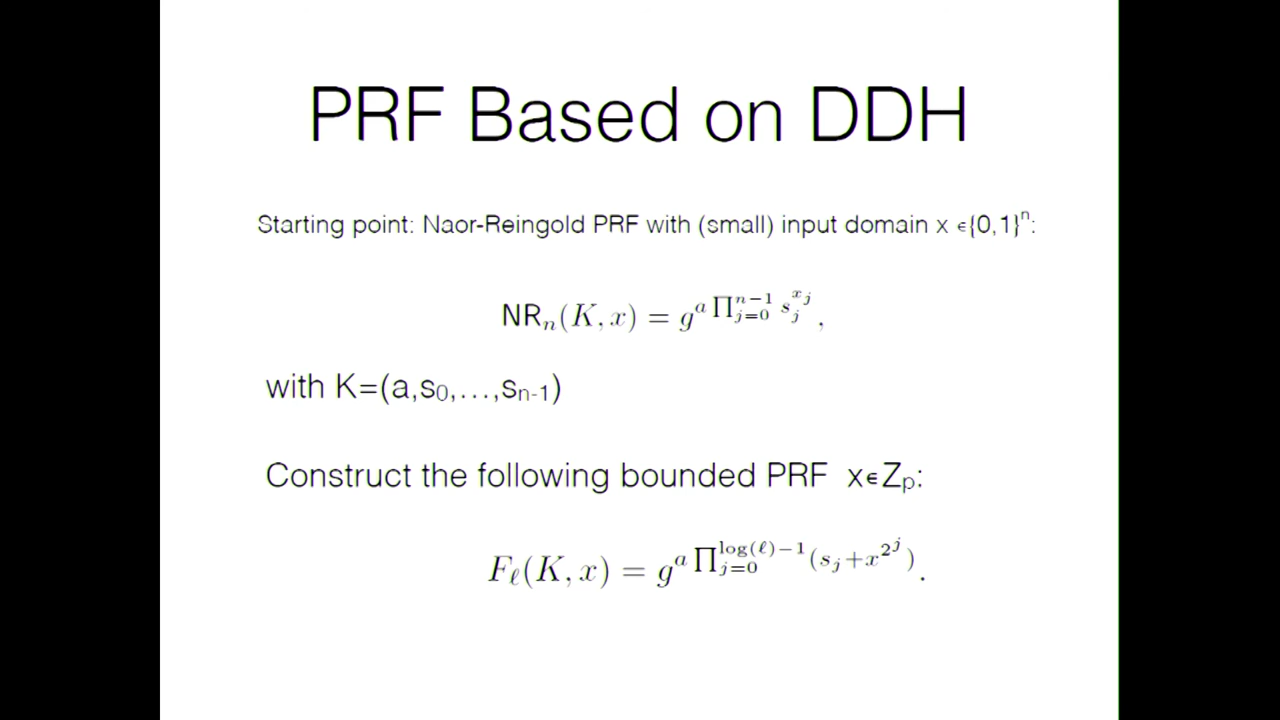 PRF Based on DDH
Starting point: Naor-Reingold PRF with (small) input domain x ϵ{0,1}ⁿ:
NRₙ(K, x) = g^{a ∏_{j=0}^{n−1} s_j^{x_j}},
with K=(a,s₀,…,sₙ₋₁)
Construct the following bounded PRF xϵZₚ:
F_ℓ(K, x) = g^{a ∏_{j=0}^{log(ℓ)−1}(s_j+x^{2^j})}.